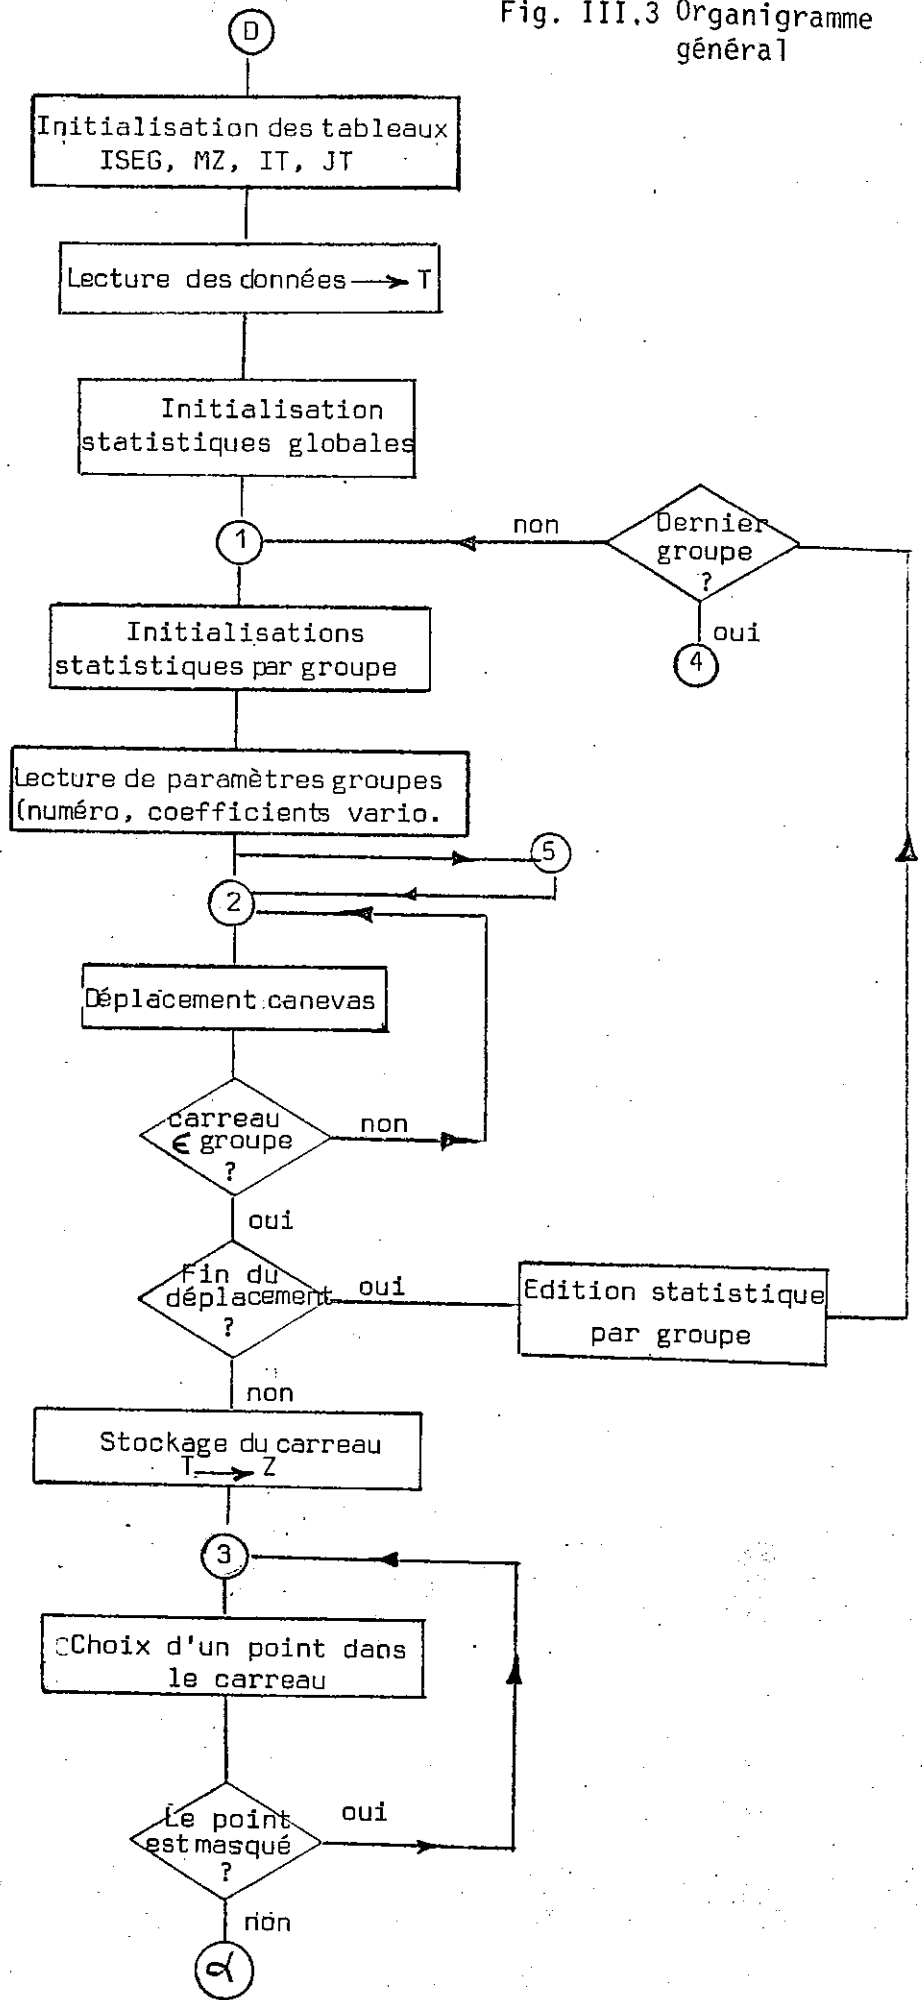 Fig. III.3 Organigramme
général
D
Initialisation des tableaux
ISEG, MZ, IT, JT
Lecture des données → T
Initialisation
statistiques globales
1
non
Dernier
groupe
?
oui
4
Initialisations
statistiques par groupe
Lecture de paramètres groupes
(numéro, coefficients vario.
5
2
Déplacement canevas
carreau
∈ groupe
?
non
oui
Fin du
déplacement
?
oui
Edition statistique
par groupe
non
Stockage du carreau
T → Z
3
Choix d'un point dans
le carreau
Le point
est masqué
?
oui
non
α